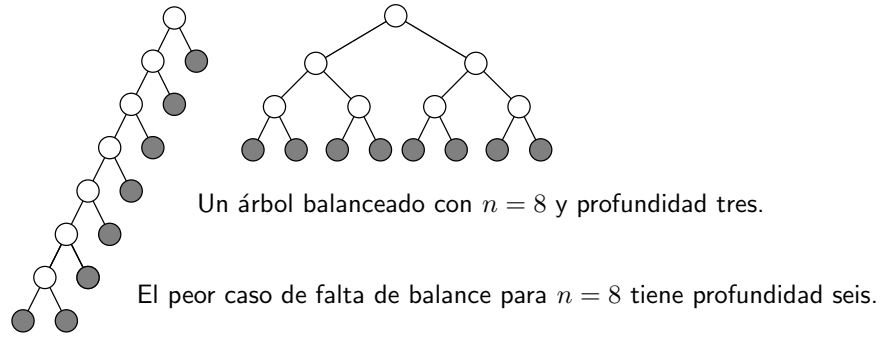 Un árbol balanceado con n = 8 y profundidad tres.
El peor caso de falta de balance para n = 8 tiene profundidad seis.